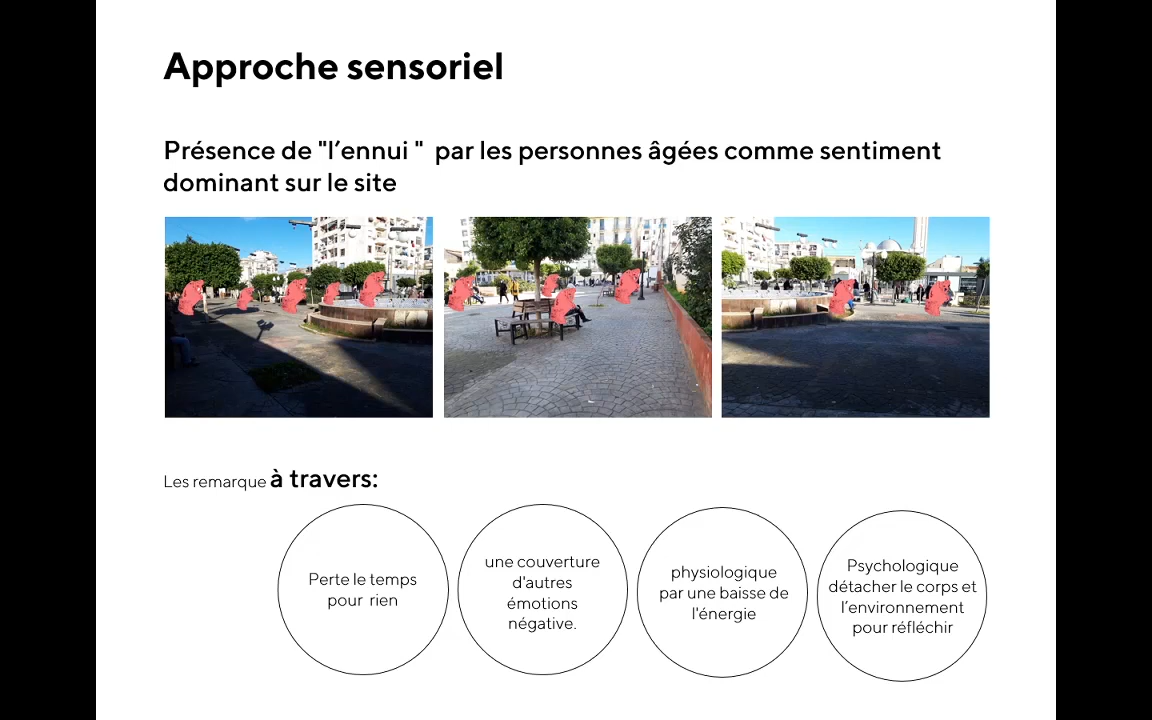 Approche sensoriel
Présence de "l’ennui " par les personnes âgées comme sentiment
dominant sur le site
Les remarque à travers:
Perte le temps
pour rien
une couverture
d'autres
émotions
négative.
physiologique
par une baisse de
l'énergie
Psychologique
détacher le corps et
l’environnement
pour réfléchir